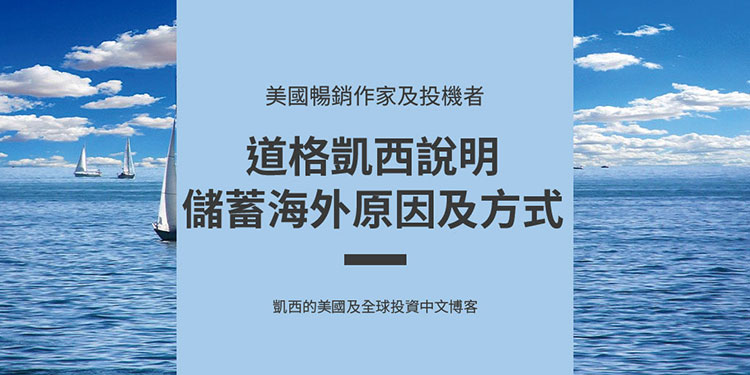 美國暢銷作家及投機者
道格凱西說明
儲蓄海外原因及方式
凱西的美國及全球投資中文博客